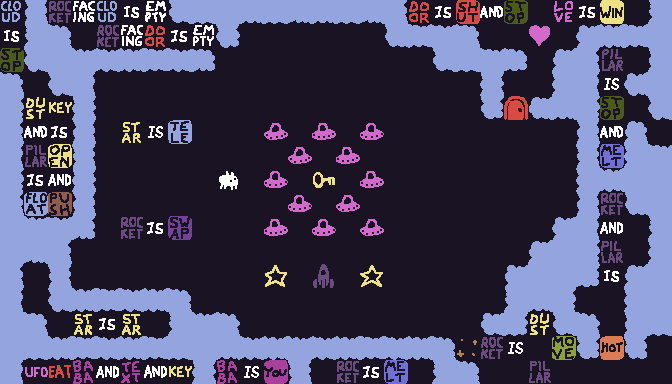 CLOUD ROCKET FACING CLOUD IS EMPTY DOOR IS SHUT AND STOP LOVE IS WIN
IS ROCKET FACING DOOR IS EMPTY
STOP PILLAR
IS
DUST KEY STOP
AND IS STAR IS TELE AND
PILLAR OPEN MELT
IS AND
FLOAT PUSH ROCKET
ROCKET IS SWAP AND
PILLAR
IS
STAR IS STAR DUST
ROCKET IS MOVE HOT
UFO EAT BABA AND TEXT AND KEY BABA IS YOU ROCKET IS MELT PILLAR